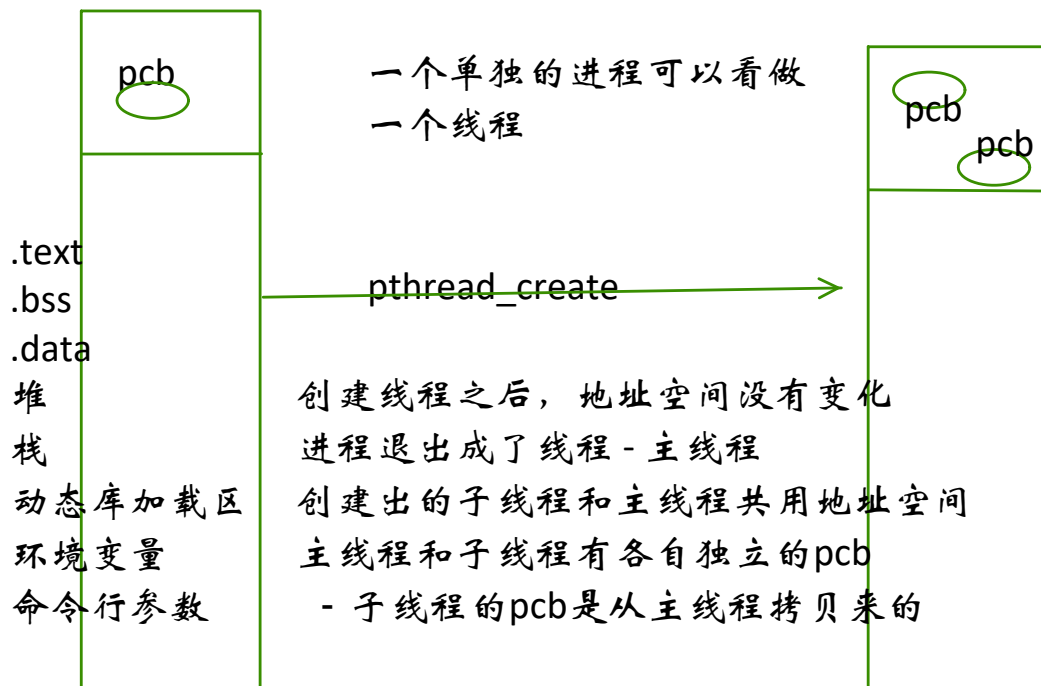 pcb
一个单独的进程可以看做
一个线程
pcb
pcb
.text
.bss
.data
堆
栈
动态库加载区
环境变量
命令行参数
pthread_create
创建线程之后，地址空间没有变化
进程退出成了线程 - 主线程
创建出的子线程和主线程共用地址空间
主线程和子线程有各自独立的pcb
- 子线程的pcb是从主线程拷贝来的